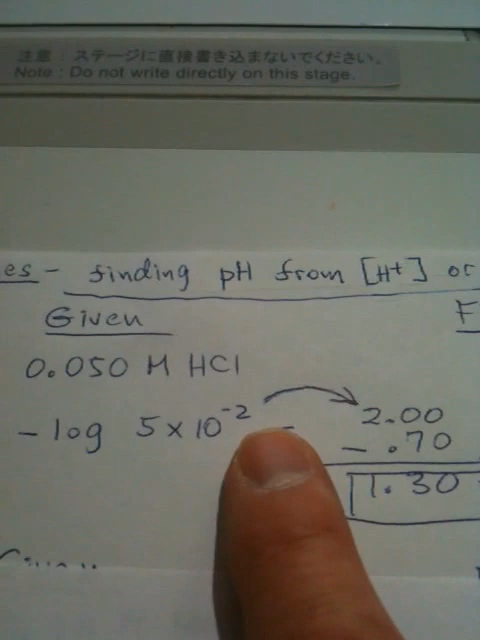 注意：ステージに直接書き込まないでください。
Note : Do not write directly on this stage.
es - finding pH from [H+] or
Given F
0.050 M HCl
- log 5 x 10⁻² - 2.00
- .70
1.30